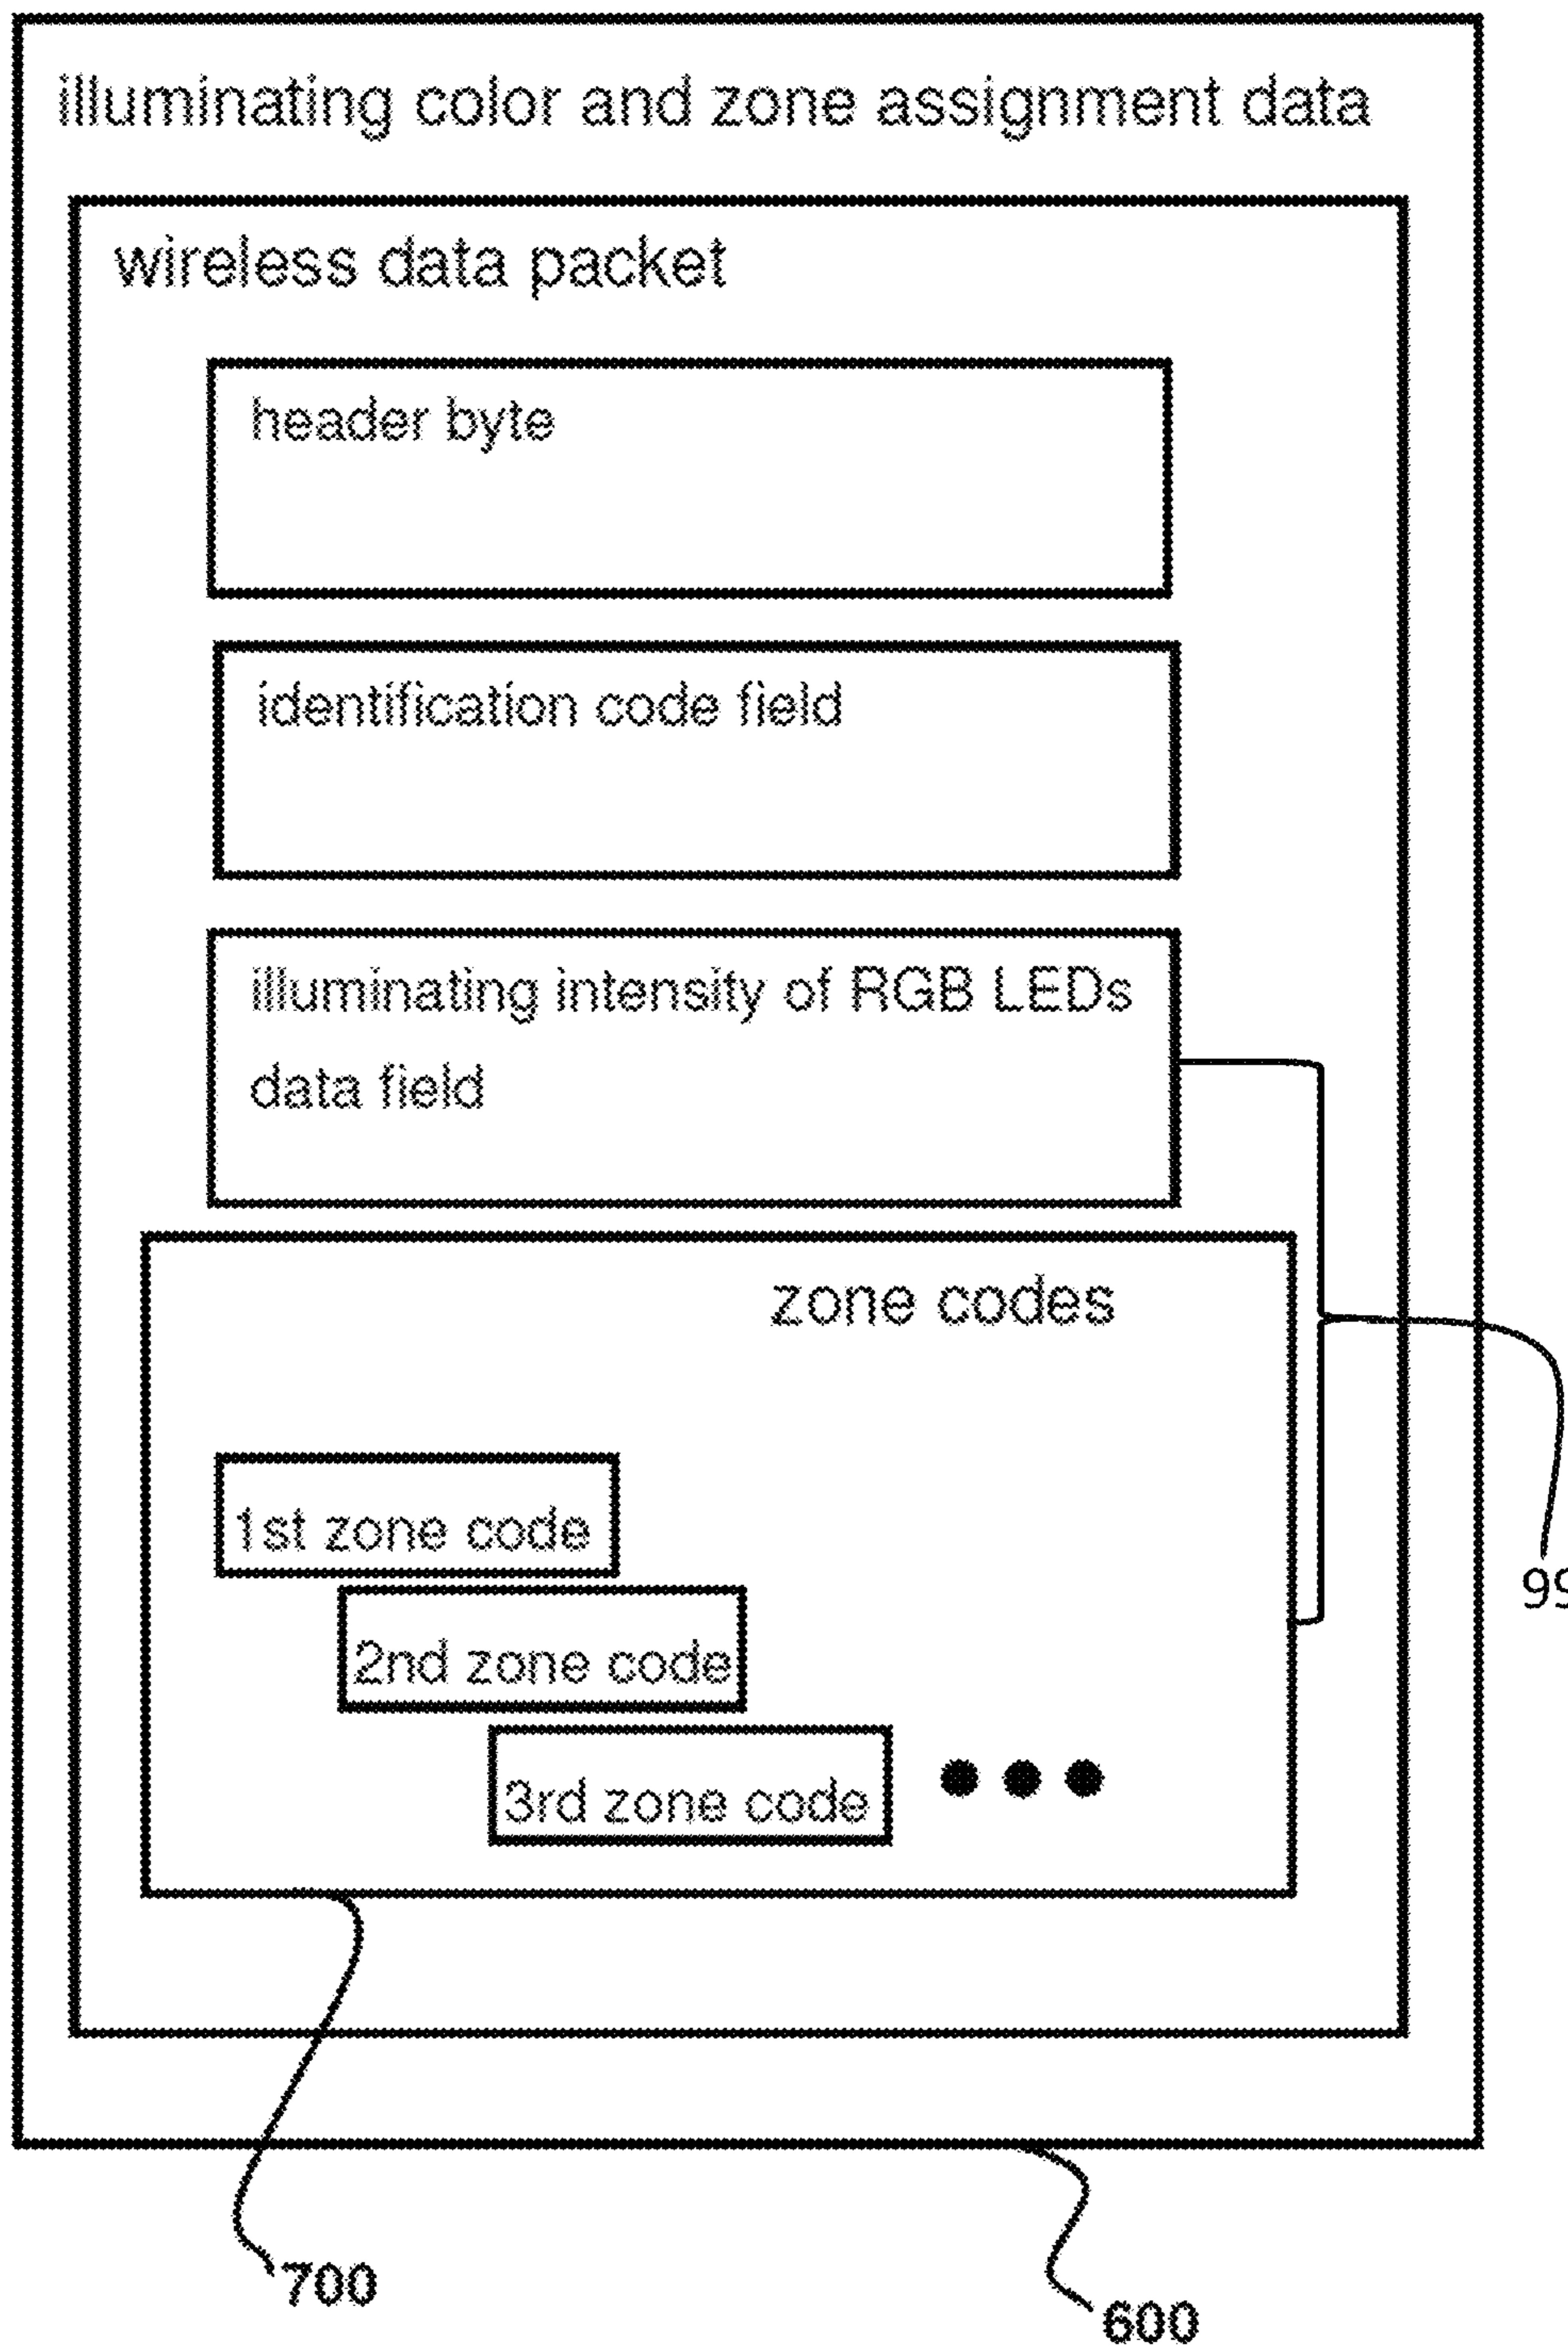 illuminating color and zone assignment data
wireless data packet
header byte
identification code field
illuminating intensity of RGB LEDs
data field
zone codes
1st zone code
2nd zone code
3rd zone code
700
600